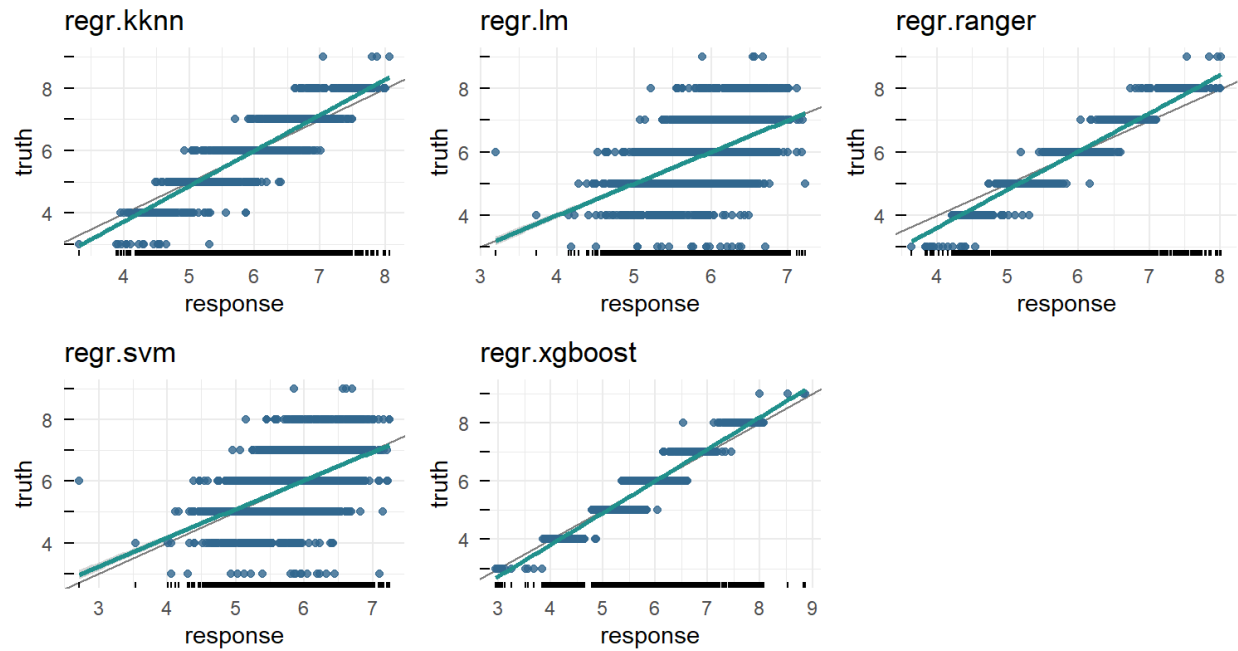 regr.kknn
truth
8
6
4
4 5 6 7 8
response
regr.lm
truth
8
6
4
3 4 5 6 7
response
regr.ranger
truth
8
6
4
4 5 6 7 8
response
regr.svm
truth
8
6
4
3 4 5 6 7
response
regr.xgboost
truth
8
6
4
3 4 5 6 7 8 9
response